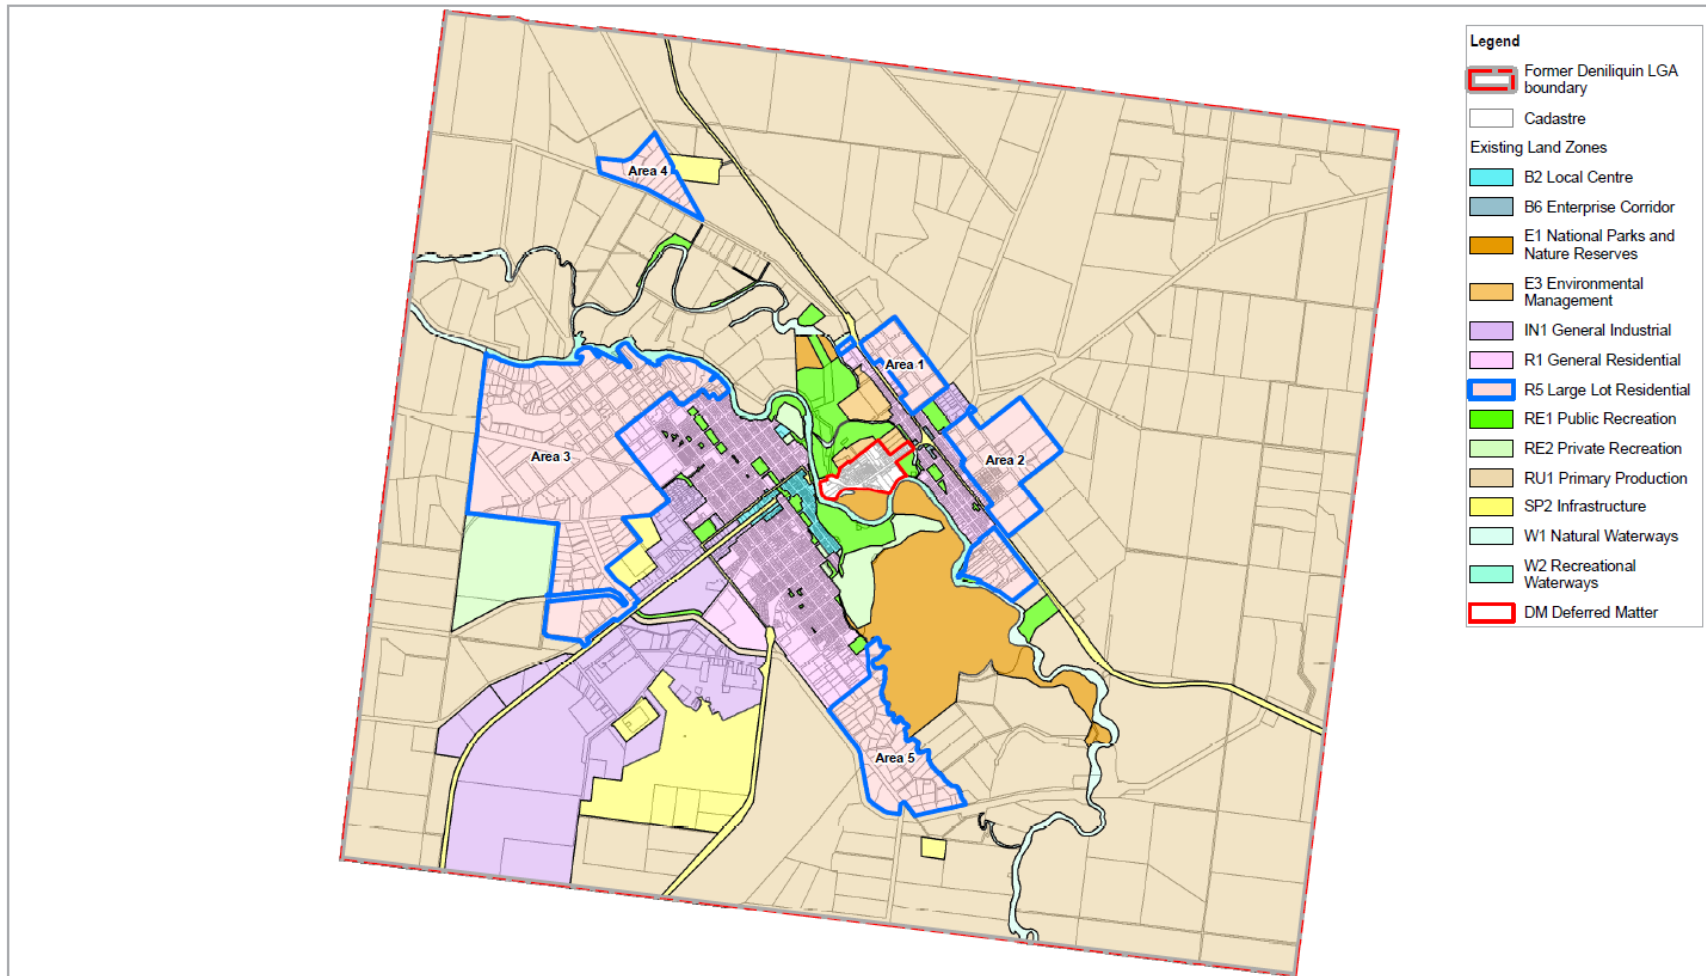 Legend
Former Deniliquin LGA
boundary
Cadastre
Existing Land Zones
B2 Local Centre
B6 Enterprise Corridor
E1 National Parks and
Nature Reserves
E3 Environmental
Management
IN1 General Industrial
R1 General Residential
R5 Large Lot Residential
RE1 Public Recreation
RE2 Private Recreation
RU1 Primary Production
SP2 Infrastructure
W1 Natural Waterways
W2 Recreational
Waterways
DM Deferred Matter
Area 4
Area 1
Area 3
Area 2
Area 5